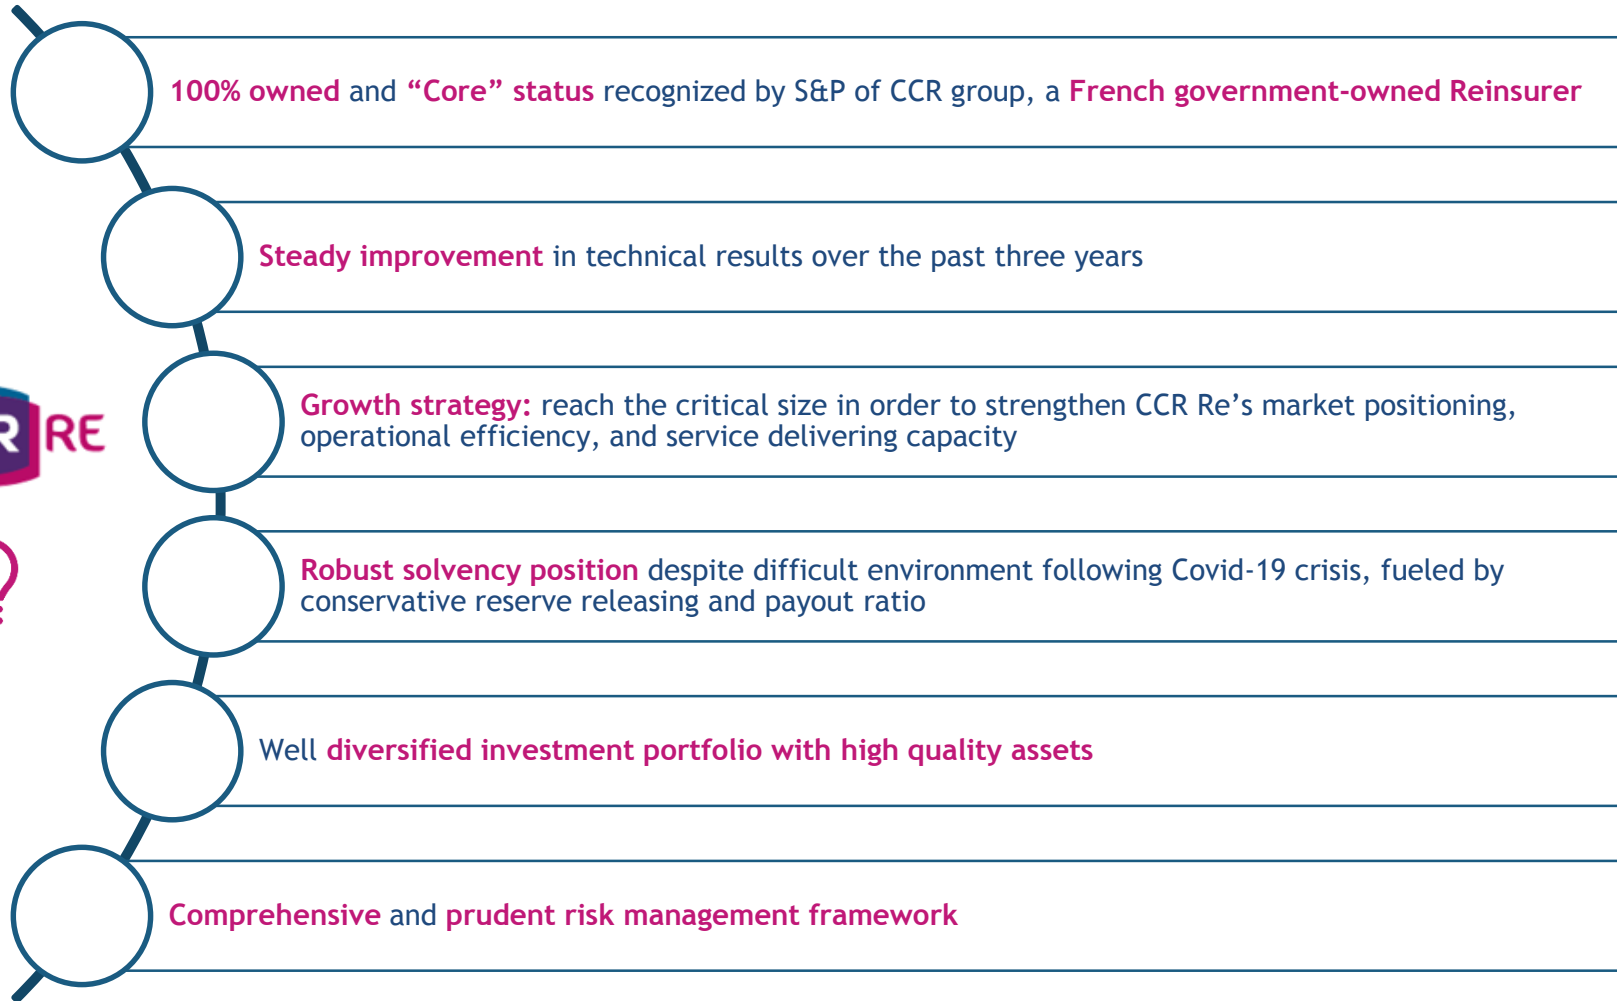 100% owned and “Core” status recognized by S&P of CCR group, a French government-owned Reinsurer
Steady improvement in technical results over the past three years
Growth strategy: reach the critical size in order to strengthen CCR Re’s market positioning,
operational efficiency, and service delivering capacity
R RE
Robust solvency position despite difficult environment following Covid-19 crisis, fueled by
conservative reserve releasing and payout ratio
Well diversified investment portfolio with high quality assets
Comprehensive and prudent risk management framework